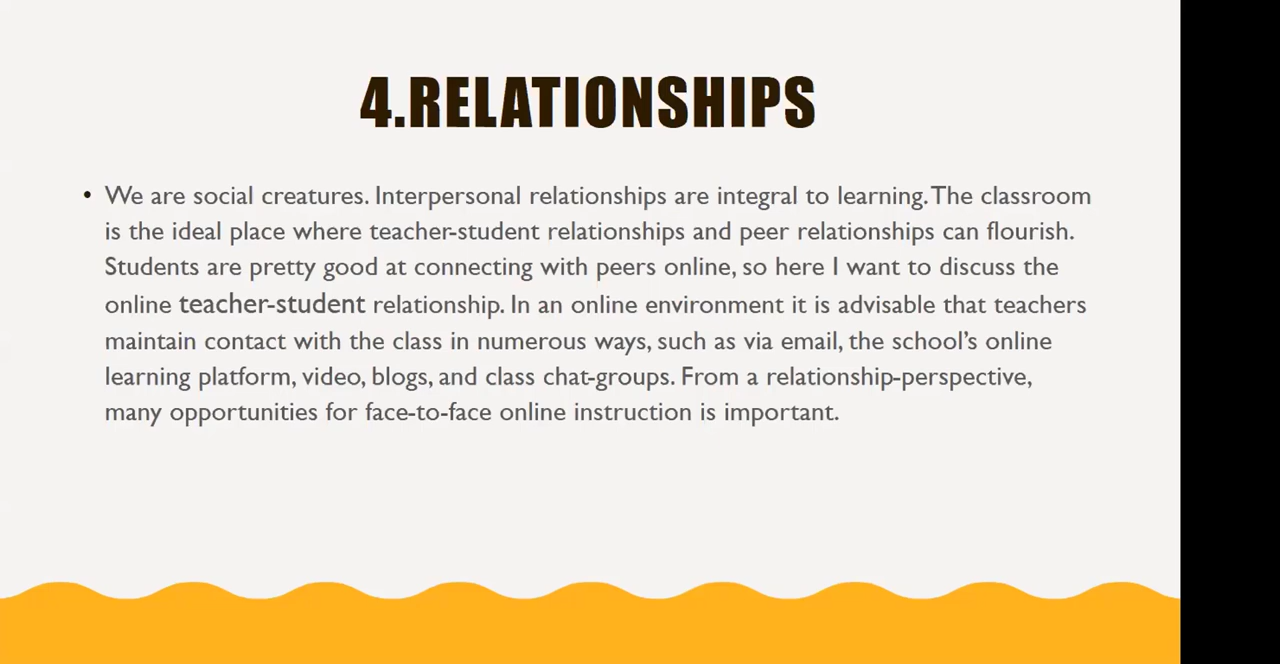 4.RELATIONSHIPS
• We are social creatures. Interpersonal relationships are integral to learning. The classroom
is the ideal place where teacher-student relationships and peer relationships can flourish.
Students are pretty good at connecting with peers online, so here I want to discuss the
online teacher-student relationship. In an online environment it is advisable that teachers
maintain contact with the class in numerous ways, such as via email, the school’s online
learning platform, video, blogs, and class chat-groups. From a relationship-perspective,
many opportunities for face-to-face online instruction is important.